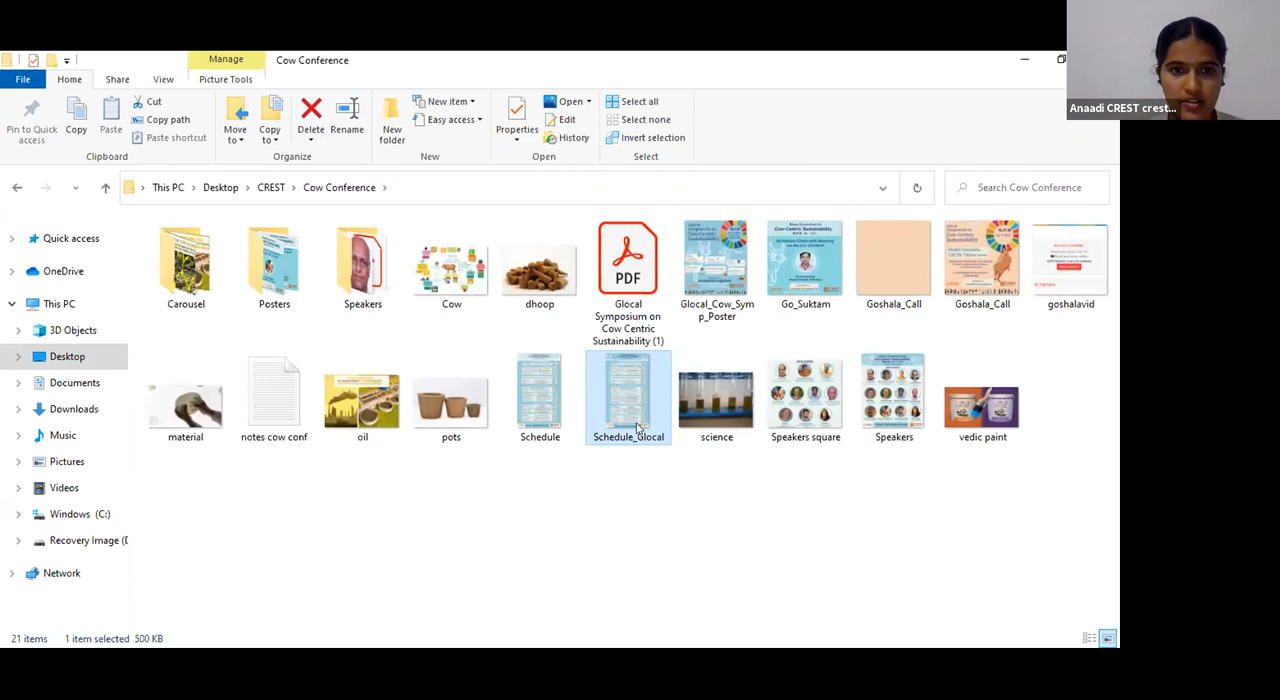 Manage
Cow Conference
File
Home
Share
View
Picture Tools
Pin to Quick
access
Copy
Paste
Cut
Copy path
Paste shortcut
Clipboard
Move
to
Copy
to
Delete
Rename
Organize
New
folder
New item
Easy access
New
Properties
Open
Edit
History
Open
Select all
Select none
Invert selection
Select
Anaadi CREST crest...
This PC
Desktop
CREST
Cow Conference
Search Cow Conference
Quick access
OneDrive
This PC
3D Objects
Desktop
Documents
Downloads
Music
Pictures
Videos
Windows (C:)
Recovery Image (D
Network
Carousel
Posters
Speakers
Cow
dhoop
PDF
Glocal
Symposium on
Cow Centric
Sustainability (1)
Glocal_Cow_Sym
p_Poster
Go_Suktam
Goshala_Call
Goshala_Call
goshalavid
material
notes cow conf
oil
pots
Schedule
Schedule_Glocal
science
Speakers square
Speakers
vedic paint
21 items
1 item selected 500 KB